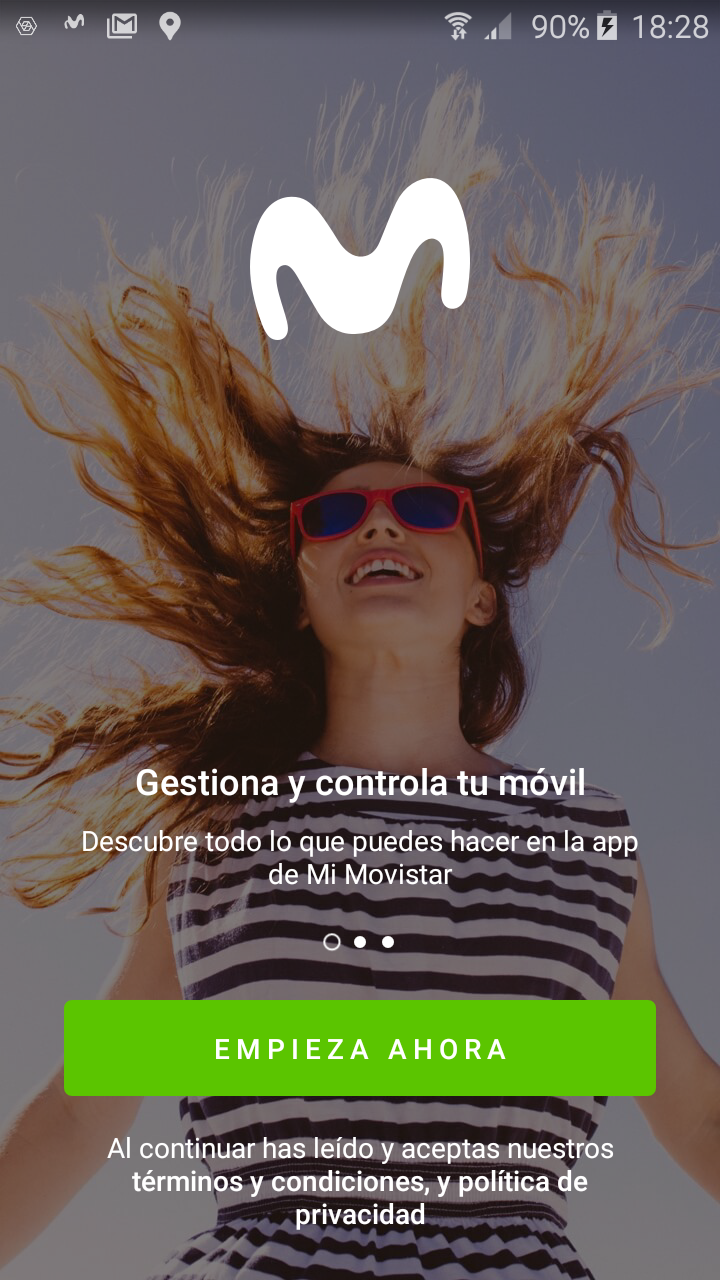 90% 18:28
Gestiona y controla tu móvil
Descubre todo lo que puedes hacer en la app
de Mi Movistar
EMPIEZA AHORA
Al continuar has leído y aceptas nuestros
términos y condiciones, y política de
privacidad